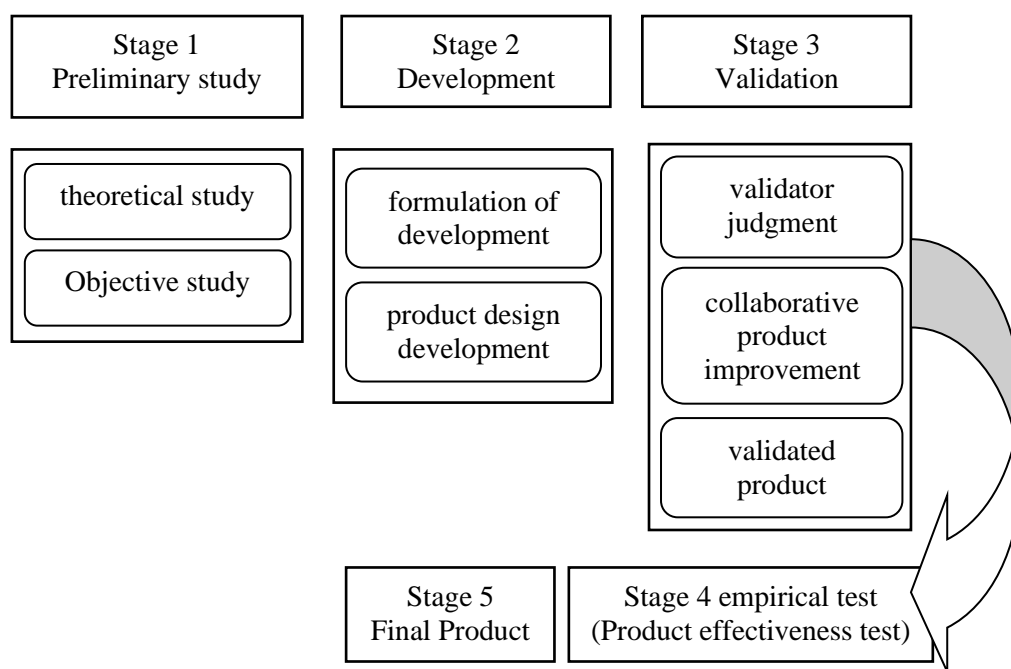 Stage 1
Preliminary study
Stage 2
Development
Stage 3
Validation
theoretical study
Objective study
formulation of
development
product design
development
validator
judgment
collaborative
product
improvement
validated
product
Stage 5
Final Product
Stage 4 empirical test
(Product effectiveness test)